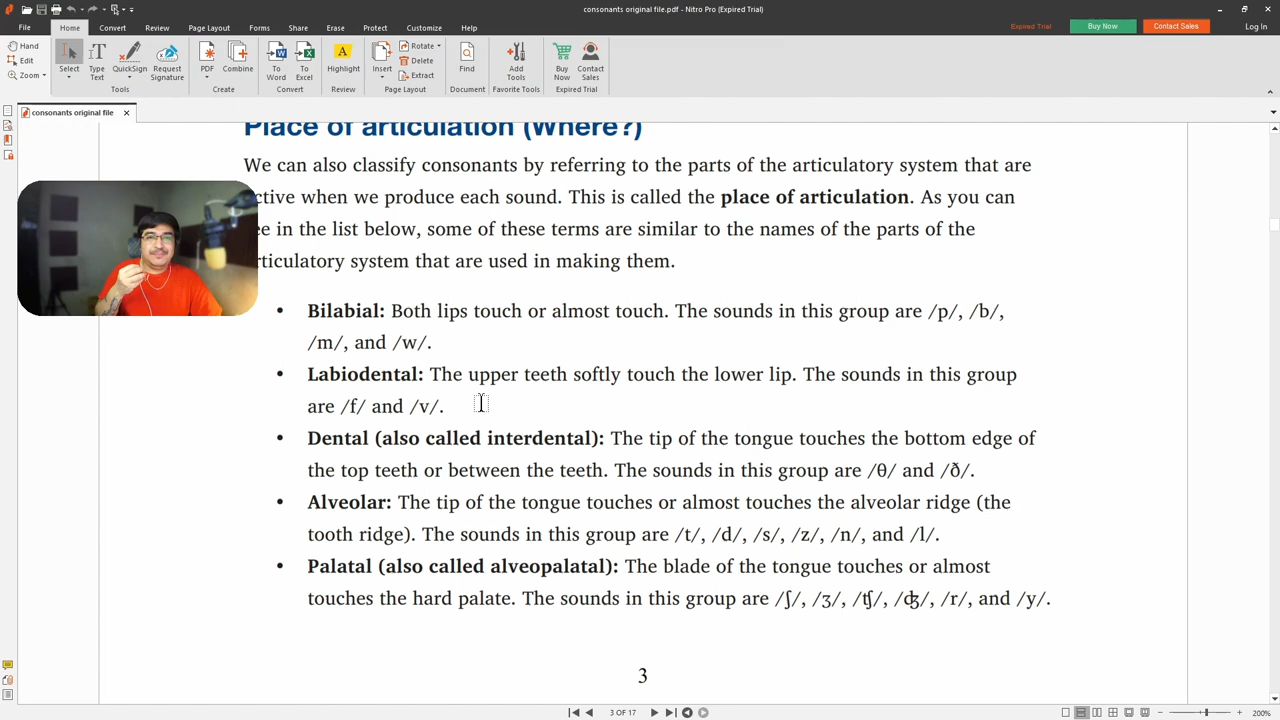 consonants original file.pdf - Nitro Pro (Expired Trial)
File Home Convert Review Page Layout Forms Share Erase Protect Customize Help Expired Trial Buy Now Contact Sales Log In
Hand
Edit
Zoom
Select
Type Text
QuickSign
Request Signature
Tools
PDF
Combine
Create
To Word
To Excel
Convert
Highlight
Review
Insert
Rotate
Delete
Extract
Page Layout
Find
Document
Add Tools
Favorite Tools
Buy Now
Contact Sales
Expired Trial
consonants original file
Place of articulation (Where?)
We can also classify consonants by referring to the parts of the articulatory system that are
ctive when we produce each sound. This is called the place of articulation. As you can
ee in the list below, some of these terms are similar to the names of the parts of the
rticulatory system that are used in making them.
• Bilabial: Both lips touch or almost touch. The sounds in this group are /p/, /b/,
/m/, and /w/.
• Labiodental: The upper teeth softly touch the lower lip. The sounds in this group
are /f/ and /v/.
• Dental (also called interdental): The tip of the tongue touches the bottom edge of
the top teeth or between the teeth. The sounds in this group are /θ/ and /ð/.
• Alveolar: The tip of the tongue touches or almost touches the alveolar ridge (the
tooth ridge). The sounds in this group are /t/, /d/, /s/, /z/, /n/, and /l/.
• Palatal (also called alveopalatal): The blade of the tongue touches or almost
touches the hard palate. The sounds in this group are /ʃ/, /ʒ/, /ʧ/, /ʤ/, /r/, and /y/.
3
3 OF 17
200%